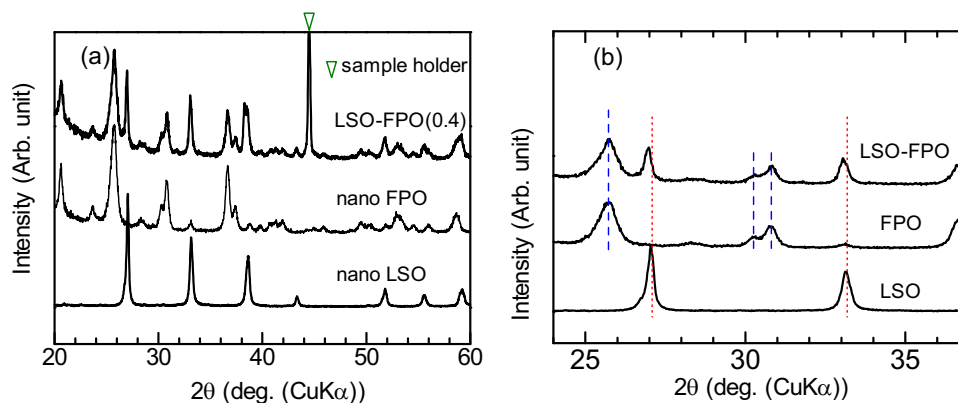 (a)
▽ sample holder
LSO-FPO(0.4)
nano FPO
nano LSO
Intensity (Arb. unit)
20 30 40 50 60
2θ (deg. (CuKα))
(b)
LSO-FPO
FPO
LSO
Intensity (Arb. unit)
25 30 35
2θ (deg. (CuKα))